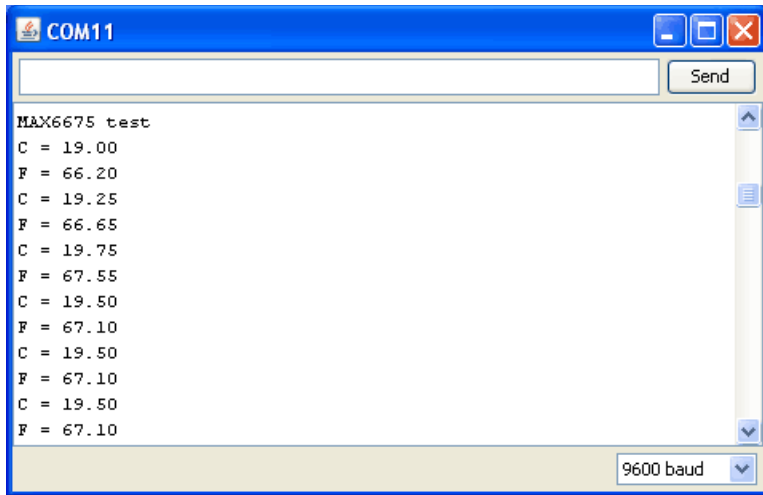 COM11
Send
MAX6675 test
C = 19.00
F = 66.20
C = 19.25
F = 66.65
C = 19.75
F = 67.55
C = 19.50
F = 67.10
C = 19.50
F = 67.10
C = 19.50
F = 67.10
9600 baud